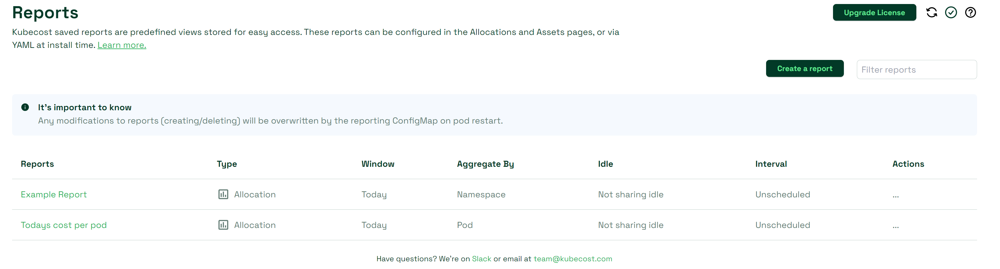 Reports
Upgrade License
Kubecost saved reports are predefined views stored for easy access. These reports can be configured in the Allocations and Assets pages, or via
YAML at install time. Learn more.
Create a report
Filter reports
It's important to know
Any modifications to reports (creating/deleting) will be overwritten by the reporting ConfigMap on pod restart.
Reports Type Window Aggregate By Idle Interval Actions
Example Report Allocation Today Namespace Not sharing idle Unscheduled ...
Todays cost per pod Allocation Today Pod Not sharing idle Unscheduled ...
Have questions? We're on Slack or email at team@kubecost.com